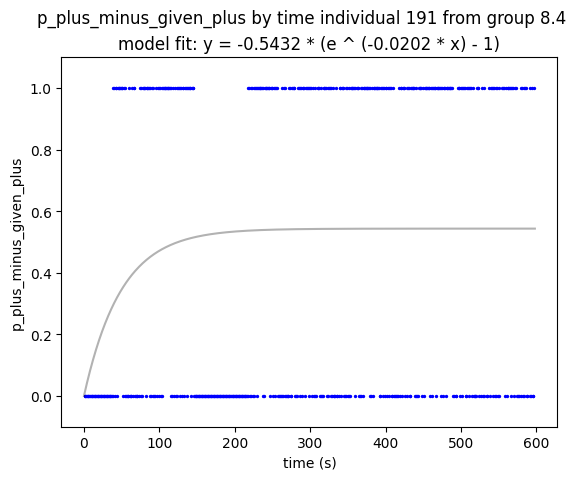 p_plus_minus_given_plus by time individual 191 from group 8.4
model fit: y = -0.5432 * (e ^ (-0.0202 * x) - 1)
p_plus_minus_given_plus
1.0
0.8
0.6
0.4
0.2
0.0
0 100 200 300 400 500 600
time (s)